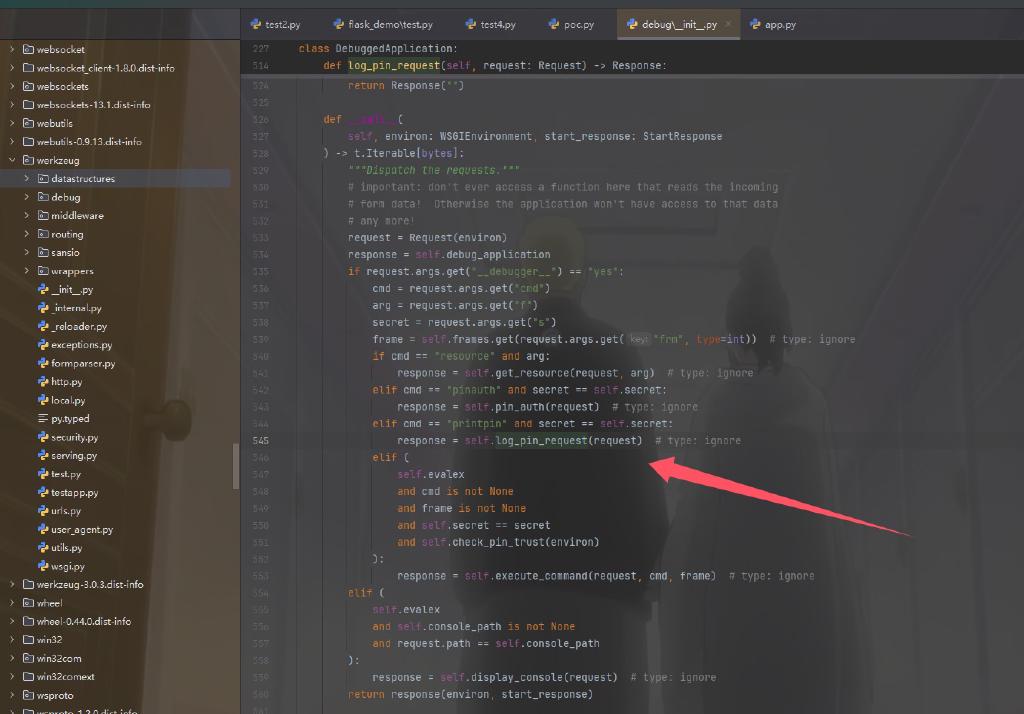 test2.py
flask_demo\test.py
test4.py
poc.py
debug\__init__.py
app.py
websocket
websocket_client-1.8.0.dist-info
websockets
websockets-13.1.dist-info
webutils
webutils-0.9.13.dist-info
werkzeug
datastructures
debug
middleware
routing
sansio
wrappers
__init__.py
_internal.py
_reloader.py
exceptions.py
formparser.py
http.py
local.py
py.typed
security.py
serving.py
test.py
testapp.py
urls.py
user_agent.py
utils.py
wsgi.py
werkzeug-3.0.3.dist-info
wheel
wheel-0.44.0.dist-info
win32
win32com
win32comext
wsproto
wsproto-1.2.0.dist-info
227 class DebuggedApplication:
514 def log_pin_request(self, request: Request) -> Response:
524 return Response("")
525
526 def __call__(
527 self, environ: WSGIEnvironment, start_response: StartResponse
528 ) -> t.Iterable[bytes]:
529 """Dispatch the requests."""
530 # important: don't ever access a function here that reads the incoming
531 # form data! Otherwise the application won't have access to that data
532 # any more!
533 request = Request(environ)
534 response = self.debug_application
535 if request.args.get("__debugger__") == "yes":
536 cmd = request.args.get("cmd")
537 arg = request.args.get("f")
538 secret = request.args.get("s")
539 frame = self.frames.get(request.args.get( key: "frm", type=int)) # type: ignore
540 if cmd == "resource" and arg:
541 response = self.get_resource(request, arg) # type: ignore
542 elif cmd == "pinauth" and secret == self.secret:
543 response = self.pin_auth(request) # type: ignore
544 elif cmd == "printpin" and secret == self.secret:
545 response = self.log_pin_request(request) # type: ignore
546 elif (
547 self.evalex
548 and cmd is not None
549 and frame is not None
550 and self.secret == secret
551 and self.check_pin_trust(environ)
552 ):
553 response = self.execute_command(request, cmd, frame) # type: ignore
554 elif (
555 self.evalex
556 and self.console_path is not None
557 and request.path == self.console_path
558 ):
559 response = self.display_console(request) # type: ignore
560 return response(environ, start_response)
561